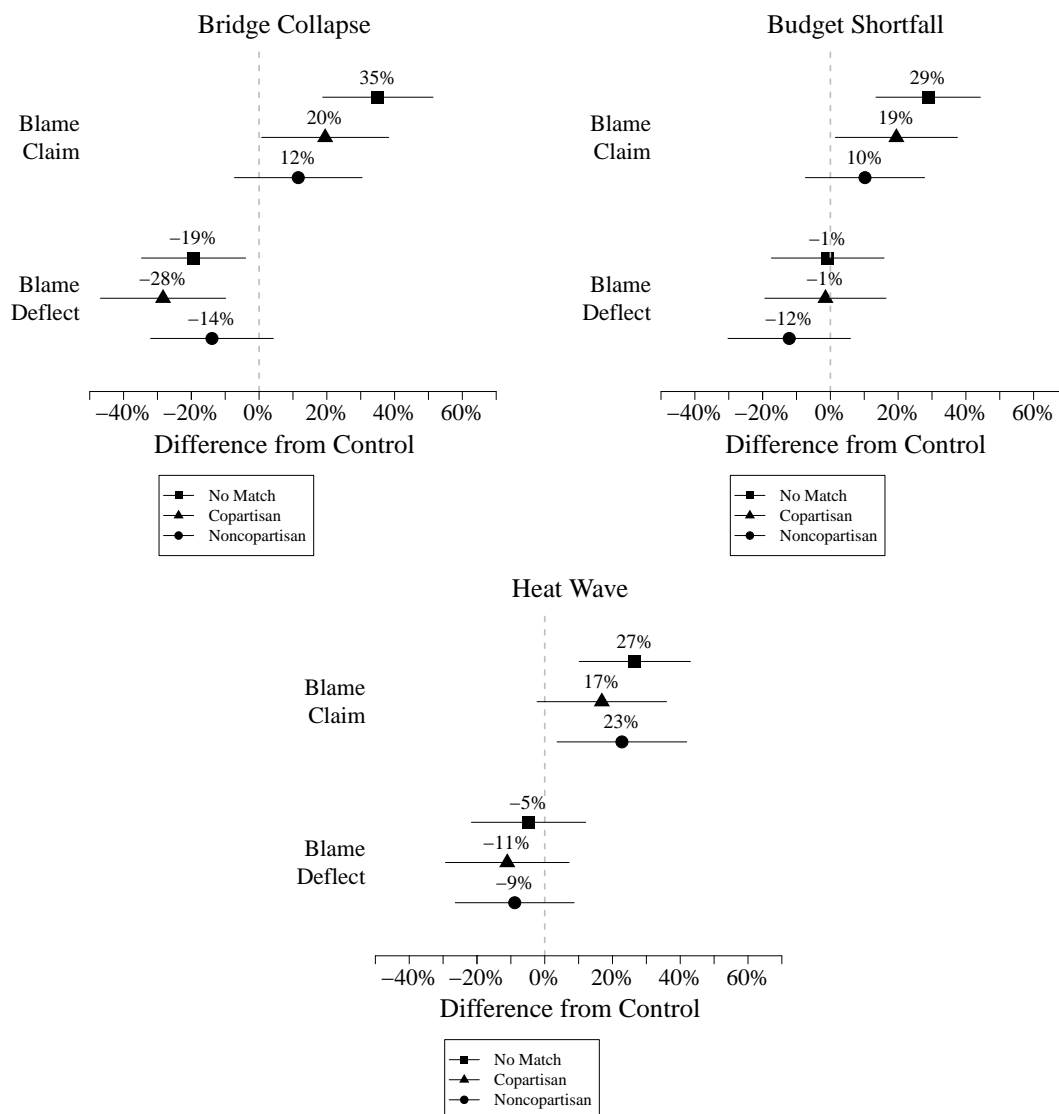 Bridge Collapse
35%
20%
12%
Blame
Claim
−19%
−28%
−14%
Blame
Deflect
−40% −20% 0% 20% 40% 60%
Difference from Control
No Match
Copartisan
Noncopartisan
Budget Shortfall
29%
19%
10%
Blame
Claim
−1%
−1%
−12%
Blame
Deflect
−40% −20% 0% 20% 40% 60%
Difference from Control
No Match
Copartisan
Noncopartisan
Heat Wave
27%
17%
23%
Blame
Claim
−5%
−11%
−9%
Blame
Deflect
−40% −20% 0% 20% 40% 60%
Difference from Control
No Match
Copartisan
Noncopartisan